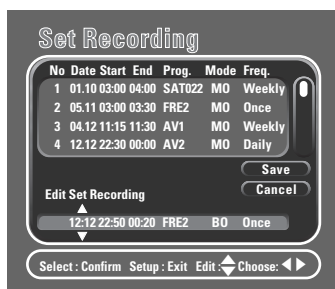 Set Recording
No Date Start End Prog. Mode Freq.
1 01.10 03:00 04:00 SAT022 MO Weekly
2 05.11 03:00 03:30 FRE2 MO Once
3 04.12 11:15 11:30 AV1 MO Weekly
4 12.12 22:30 00:00 AV2 MO Daily
Save
Cancel
Edit Set Recording
12:12 22:50 00:20 FRE2 BO Once
Select : Confirm Setup : Exit Edit : Choose: